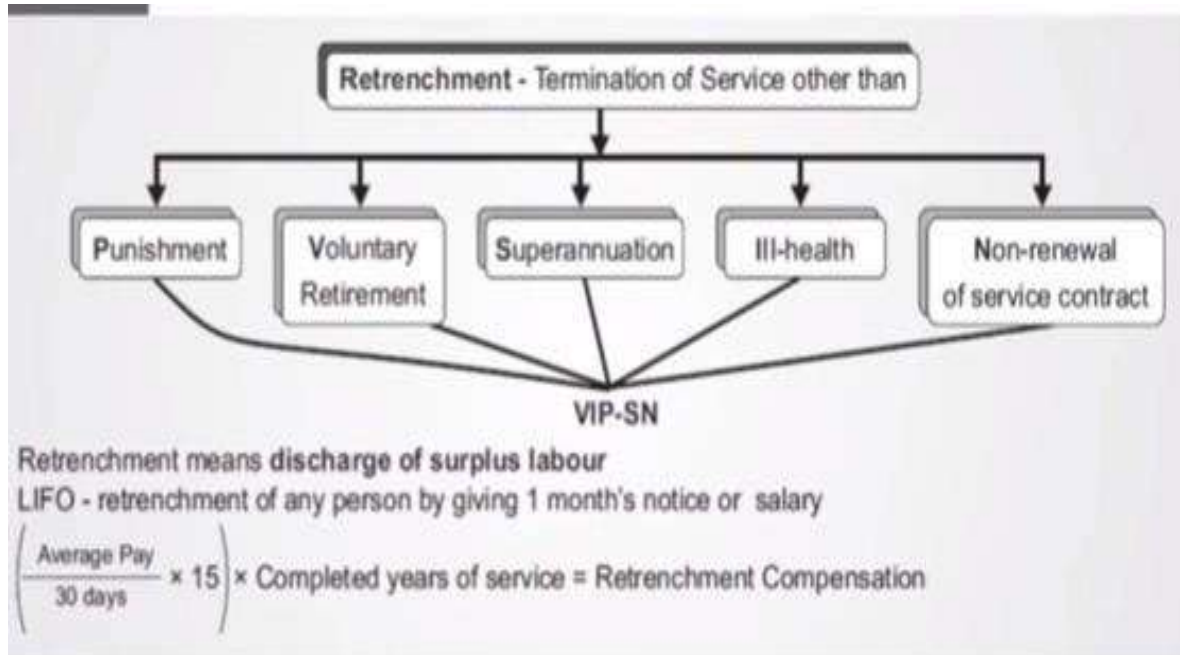 Retrenchment - Termination of Service other than
Punishment
Voluntary
Retirement
Superannuation
Ill-health
Non-renewal
of service contract
VIP-SN
Retrenchment means discharge of surplus labour
LIFO - retrenchment of any person by giving 1 month's notice or salary
(Average Pay
30 days
× 15) × Completed years of service = Retrenchment Compensation